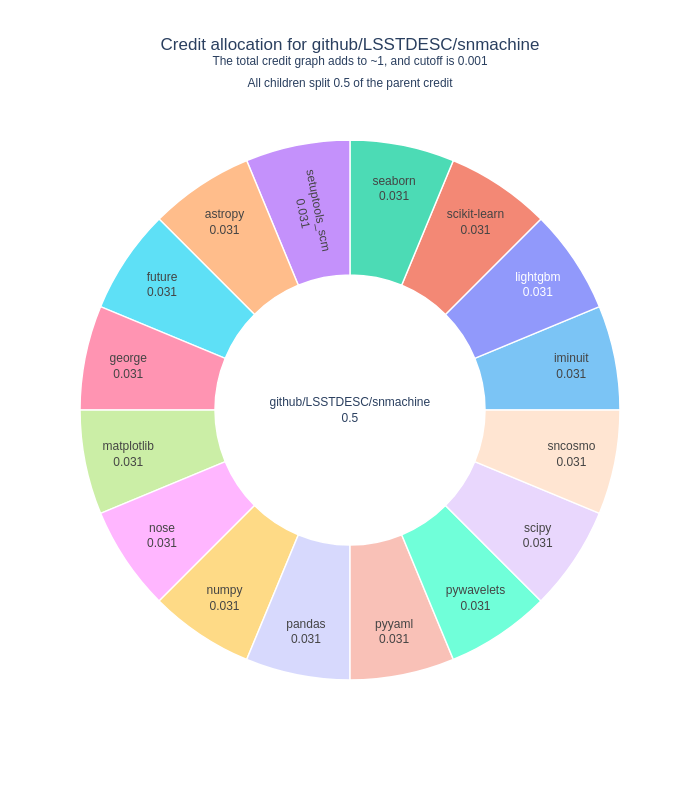 Credit allocation for github/LSSTDESC/snmachine
The total credit graph adds to ~1, and cutoff is 0.001
All children split 0.5 of the parent credit
setuptools_scm
0.031
seaborn
0.031
astropy
0.031
scikit-learn
0.031
future
0.031
lightgbm
0.031
george
0.031
iminuit
0.031
github/LSSTDESC/snmachine
0.5
matplotlib
0.031
sncosmo
0.031
nose
0.031
scipy
0.031
numpy
0.031
pywavelets
0.031
pandas
0.031
pyyaml
0.031